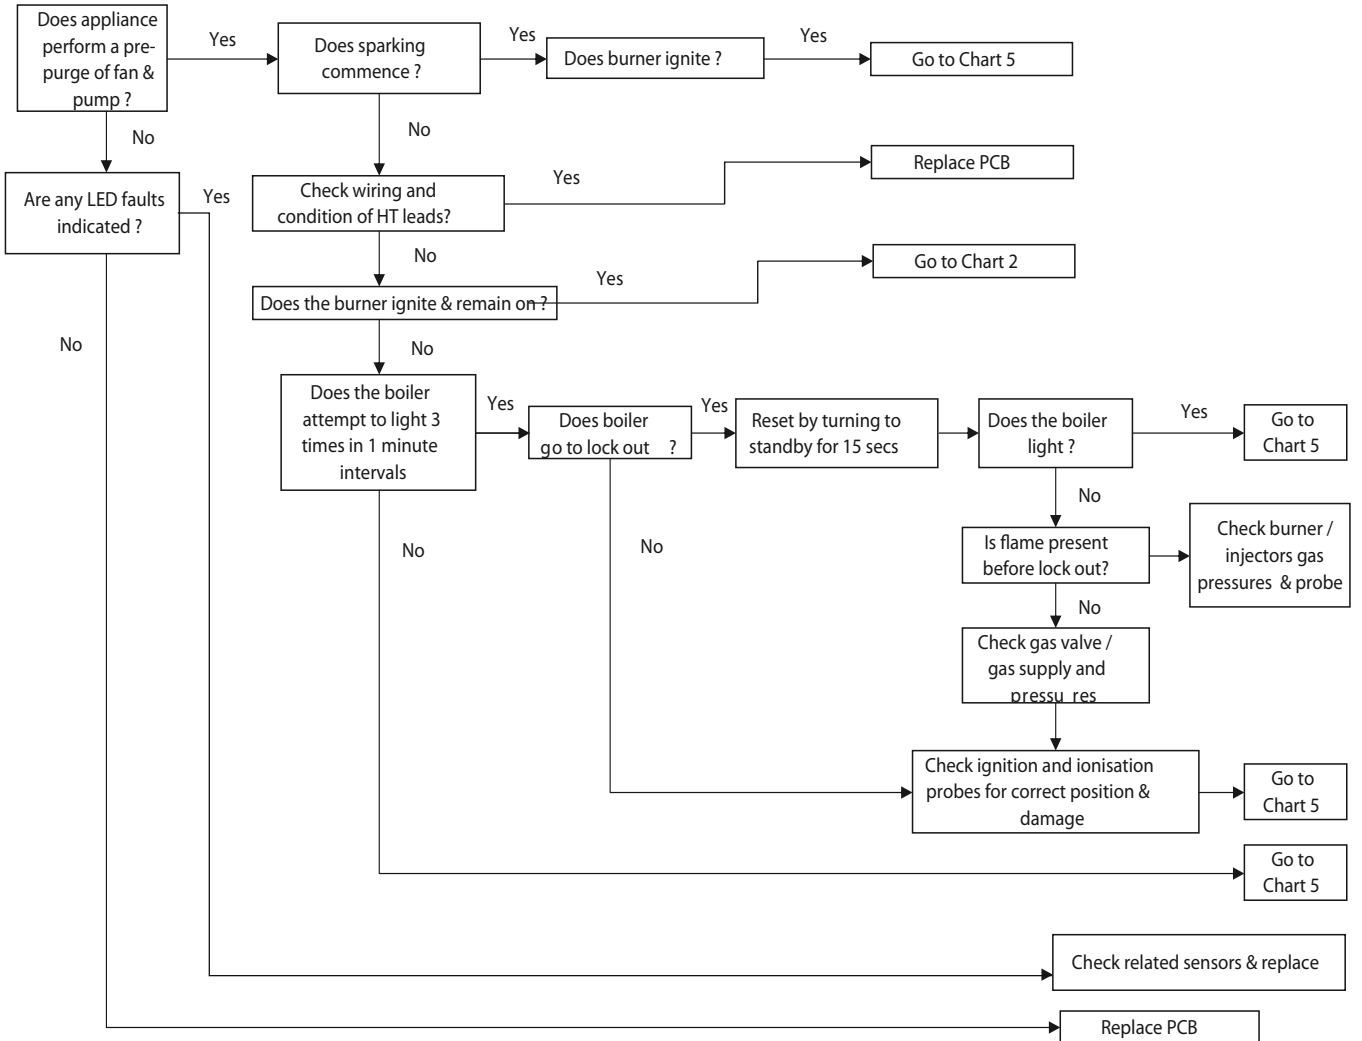 Does appliance
perform a pre-
purge of fan &
pump ?
Yes
Does sparking
commence ?
Yes
Does burner ignite ?
Yes
Go to Chart 5
No
No
Are any LED faults
indicated ?
Yes
Check wiring and
condition of HT leads?
Yes
Replace PCB
No
Does the burner ignite & remain on ?
Yes
Go to Chart 2
No
No
Does the boiler
attempt to light 3
times in 1 minute
intervals
Yes
Does boiler
go to lock out ?
Yes
Reset by turning to
standby for 15 secs
Does the boiler
light ?
Yes
Go to
Chart 5
No
No
No
Is flame present
before lock out?
Check burner /
injectors gas
pressures & probe
No
Check gas valve /
gas supply and
pressu res
Check ignition and ionisation
probes for correct position &
damage
Go to
Chart 5
Go to
Chart 5
Check related sensors & replace
Replace PCB